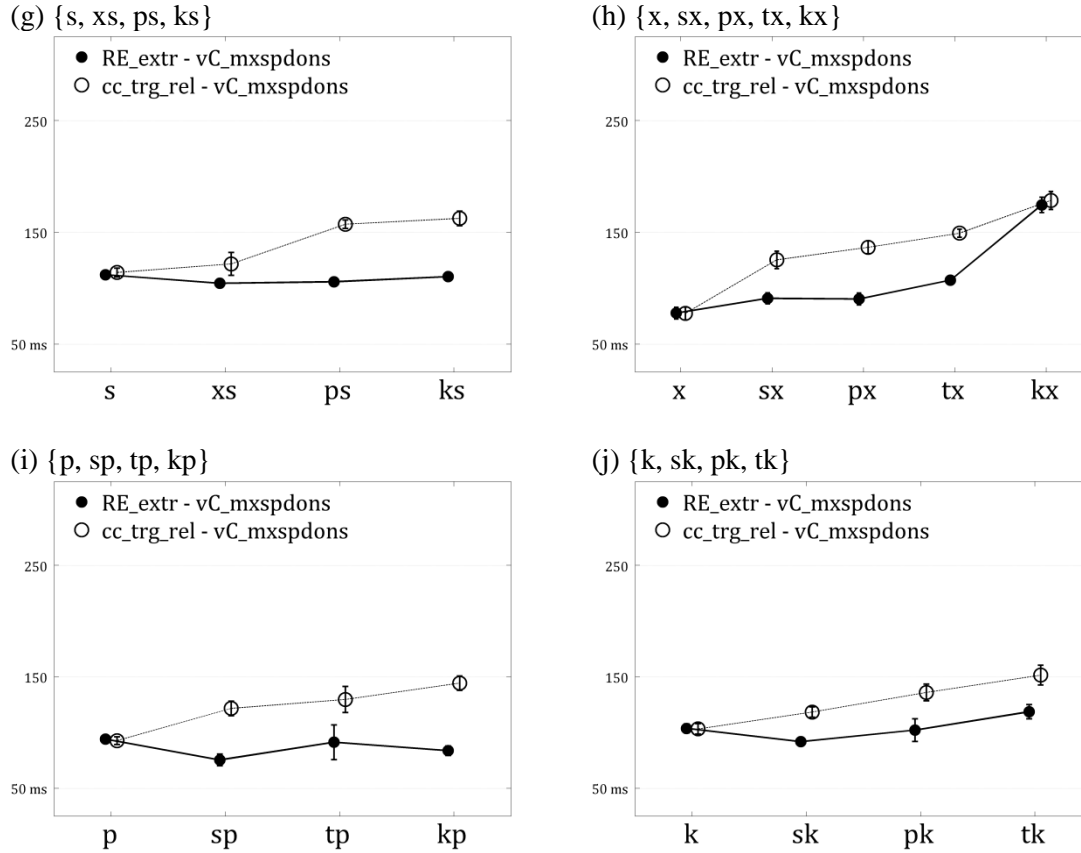 (g) {s, xs, ps, ks}
RE_extr - vC_mxspdons
cc_trg_rel - vC_mxspdons
250
150
50 ms
s xs ps ks
(h) {x, sx, px, tx, kx}
RE_extr - vC_mxspdons
cc_trg_rel - vC_mxspdons
250
150
50 ms
x sx px tx kx
(i) {p, sp, tp, kp}
RE_extr - vC_mxspdons
cc_trg_rel - vC_mxspdons
250
150
50 ms
p sp tp kp
(j) {k, sk, pk, tk}
RE_extr - vC_mxspdons
cc_trg_rel - vC_mxspdons
250
150
50 ms
k sk pk tk